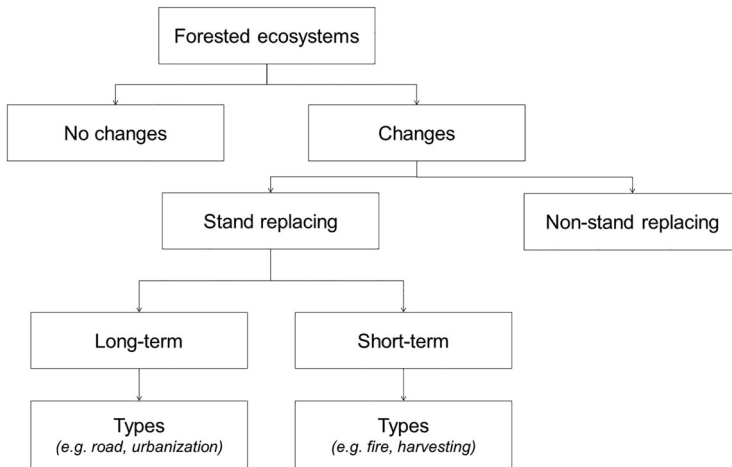 Forested ecosystems
No changes
Changes
Stand replacing
Non-stand replacing
Long-term
Short-term
Types
(e.g. road, urbanization)
Types
(e.g. fire, harvesting)